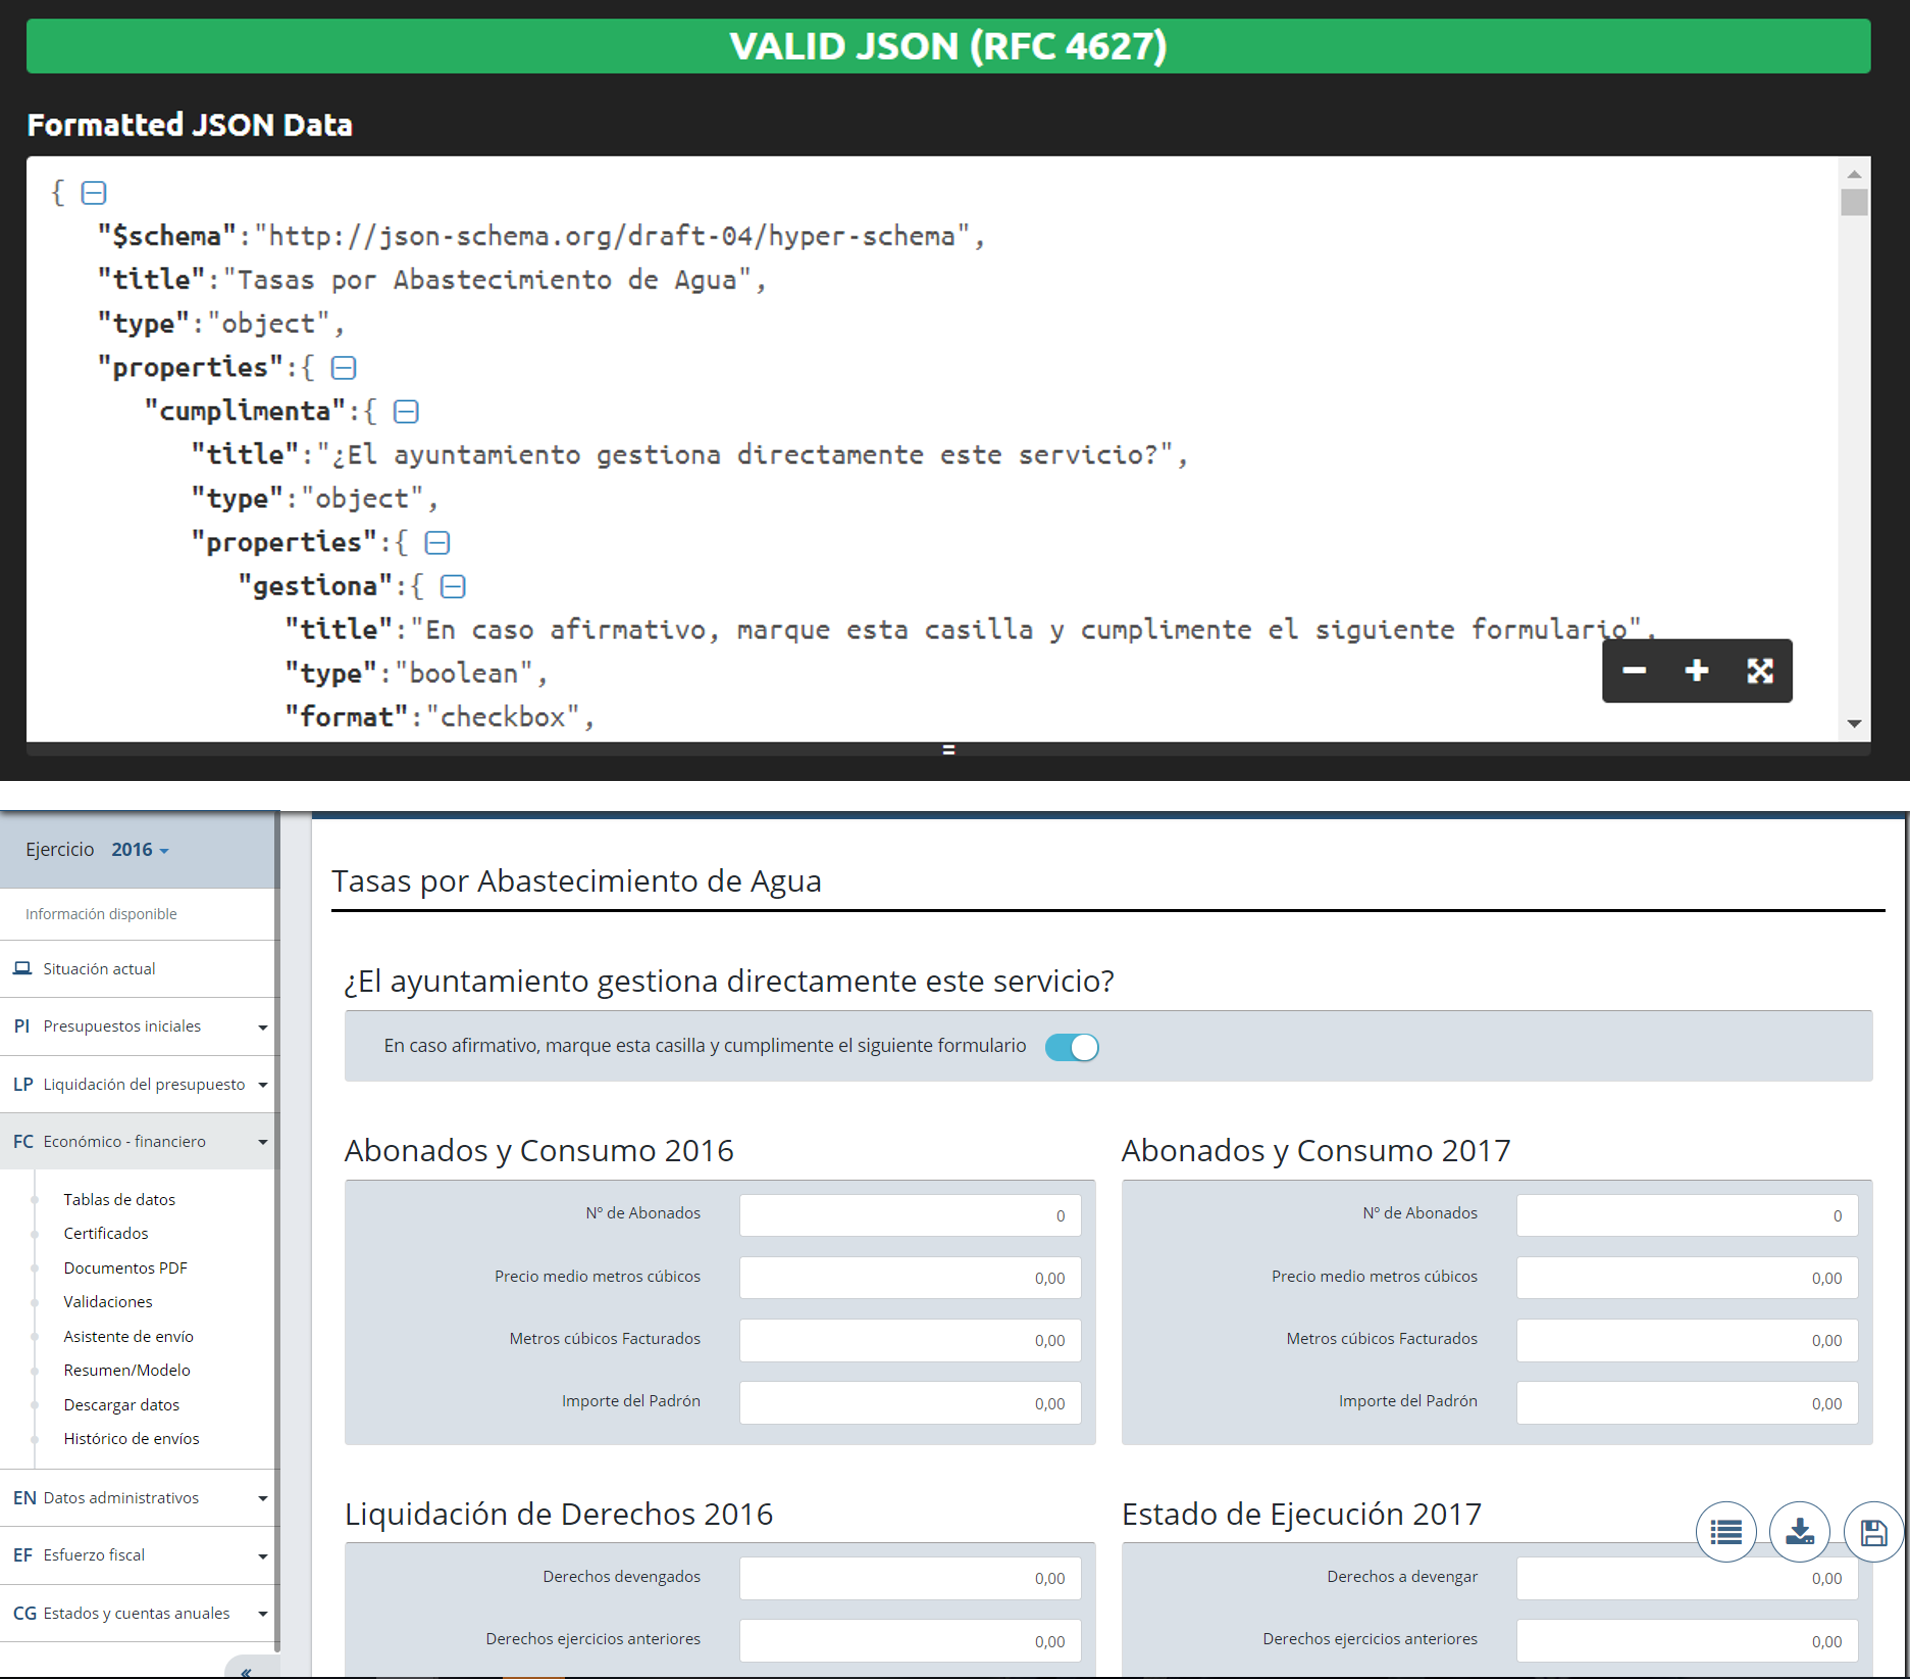 VALID JSON (RFC 4627)
Formatted JSON Data
{
"$schema":"http://json-schema.org/draft-04/hyper-schema",
"title":"Tasas por Abastecimiento de Agua",
"type":"object",
"properties":{
"cumplimenta":{
"title":"¿El ayuntamiento gestiona directamente este servicio?",
"type":"object",
"properties":{
"gestiona":{
"title":"En caso afirmativo, marque esta casilla y cumplimente el siguiente formulario",
"type":"boolean",
"format":"checkbox",
Ejercicio 2016
Información disponible
Situación actual
PI Presupuestos iniciales
LP Liquidación del presupuesto
FC Económico - financiero
Tablas de datos
Certificados
Documentos PDF
Validaciones
Asistente de envío
Resumen/Modelo
Descargar datos
Histórico de envíos
EN Datos administrativos
EF Esfuerzo fiscal
CG Estados y cuentas anuales
«
Tasas por Abastecimiento de Agua
¿El ayuntamiento gestiona directamente este servicio?
En caso afirmativo, marque esta casilla y cumplimente el siguiente formulario
Abonados y Consumo 2016
Nº de Abonados 0
Precio medio metros cúbicos 0,00
Metros cúbicos Facturados 0,00
Importe del Padrón 0,00
Abonados y Consumo 2017
Nº de Abonados 0
Precio medio metros cúbicos 0,00
Metros cúbicos Facturados 0,00
Importe del Padrón 0,00
Liquidación de Derechos 2016
Derechos devengados 0,00
Derechos ejercicios anteriores 0,00
Estado de Ejecución 2017
Derechos a devengar 0,00
Derechos ejercicios anteriores 0,00